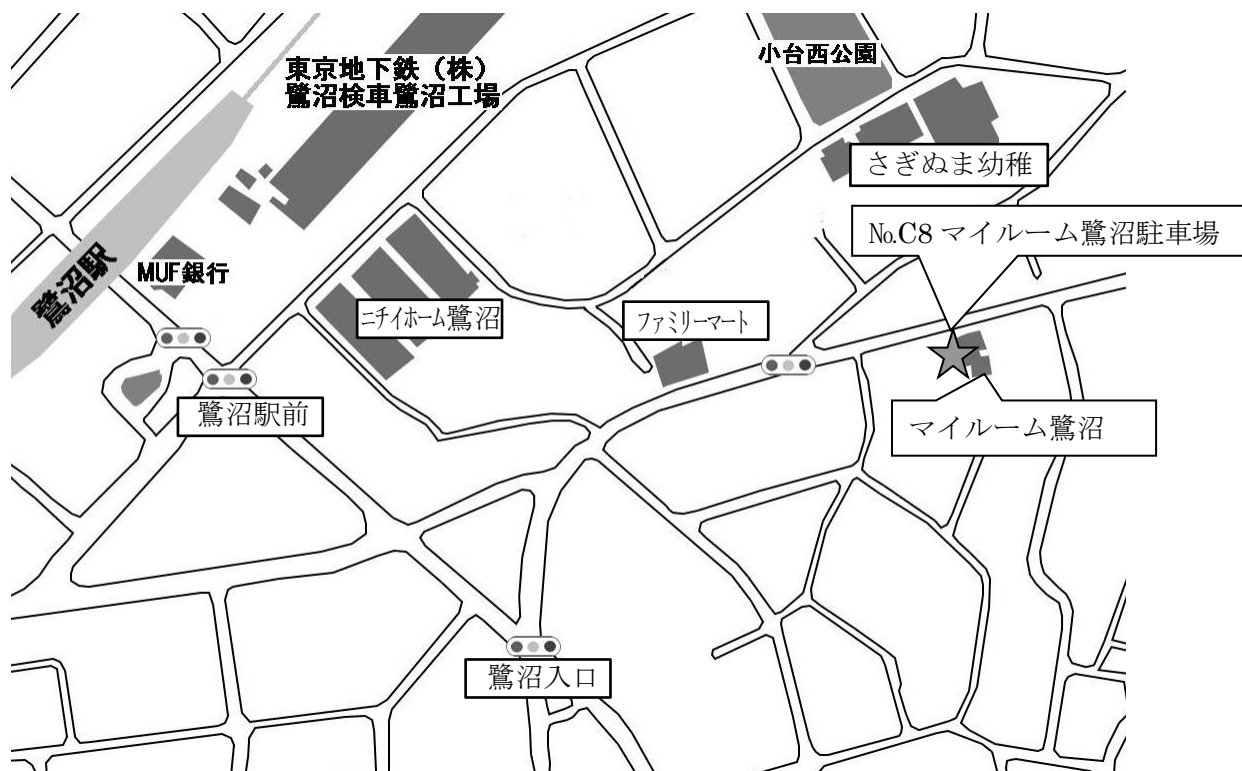 東京地下鉄（株）
鷺沼検車鷺沼工場
小台西公園
さぎぬま幼稚
№C8 マイルーム鷺沼駐車場
鷺沼駅
MUF銀行
ニチイホーム鷺沼
ファミリーマート
鷺沼駅前
マイルーム鷺沼
鷺沼入口